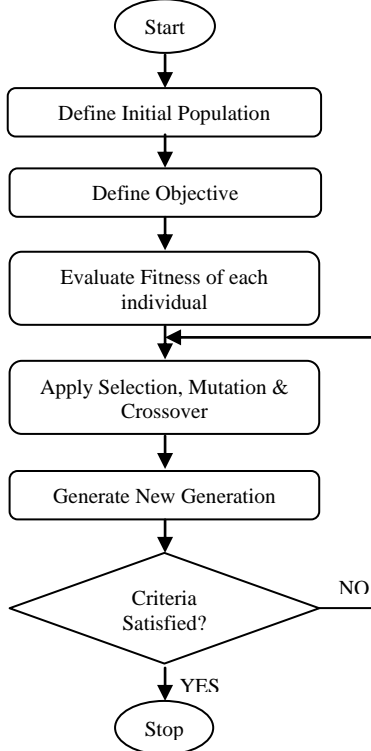 Start
Define Initial Population
Define Objective
Evaluate Fitness of each
individual
Apply Selection, Mutation &
Crossover
Generate New Generation
Criteria
Satisfied?
NO
YES
Stop